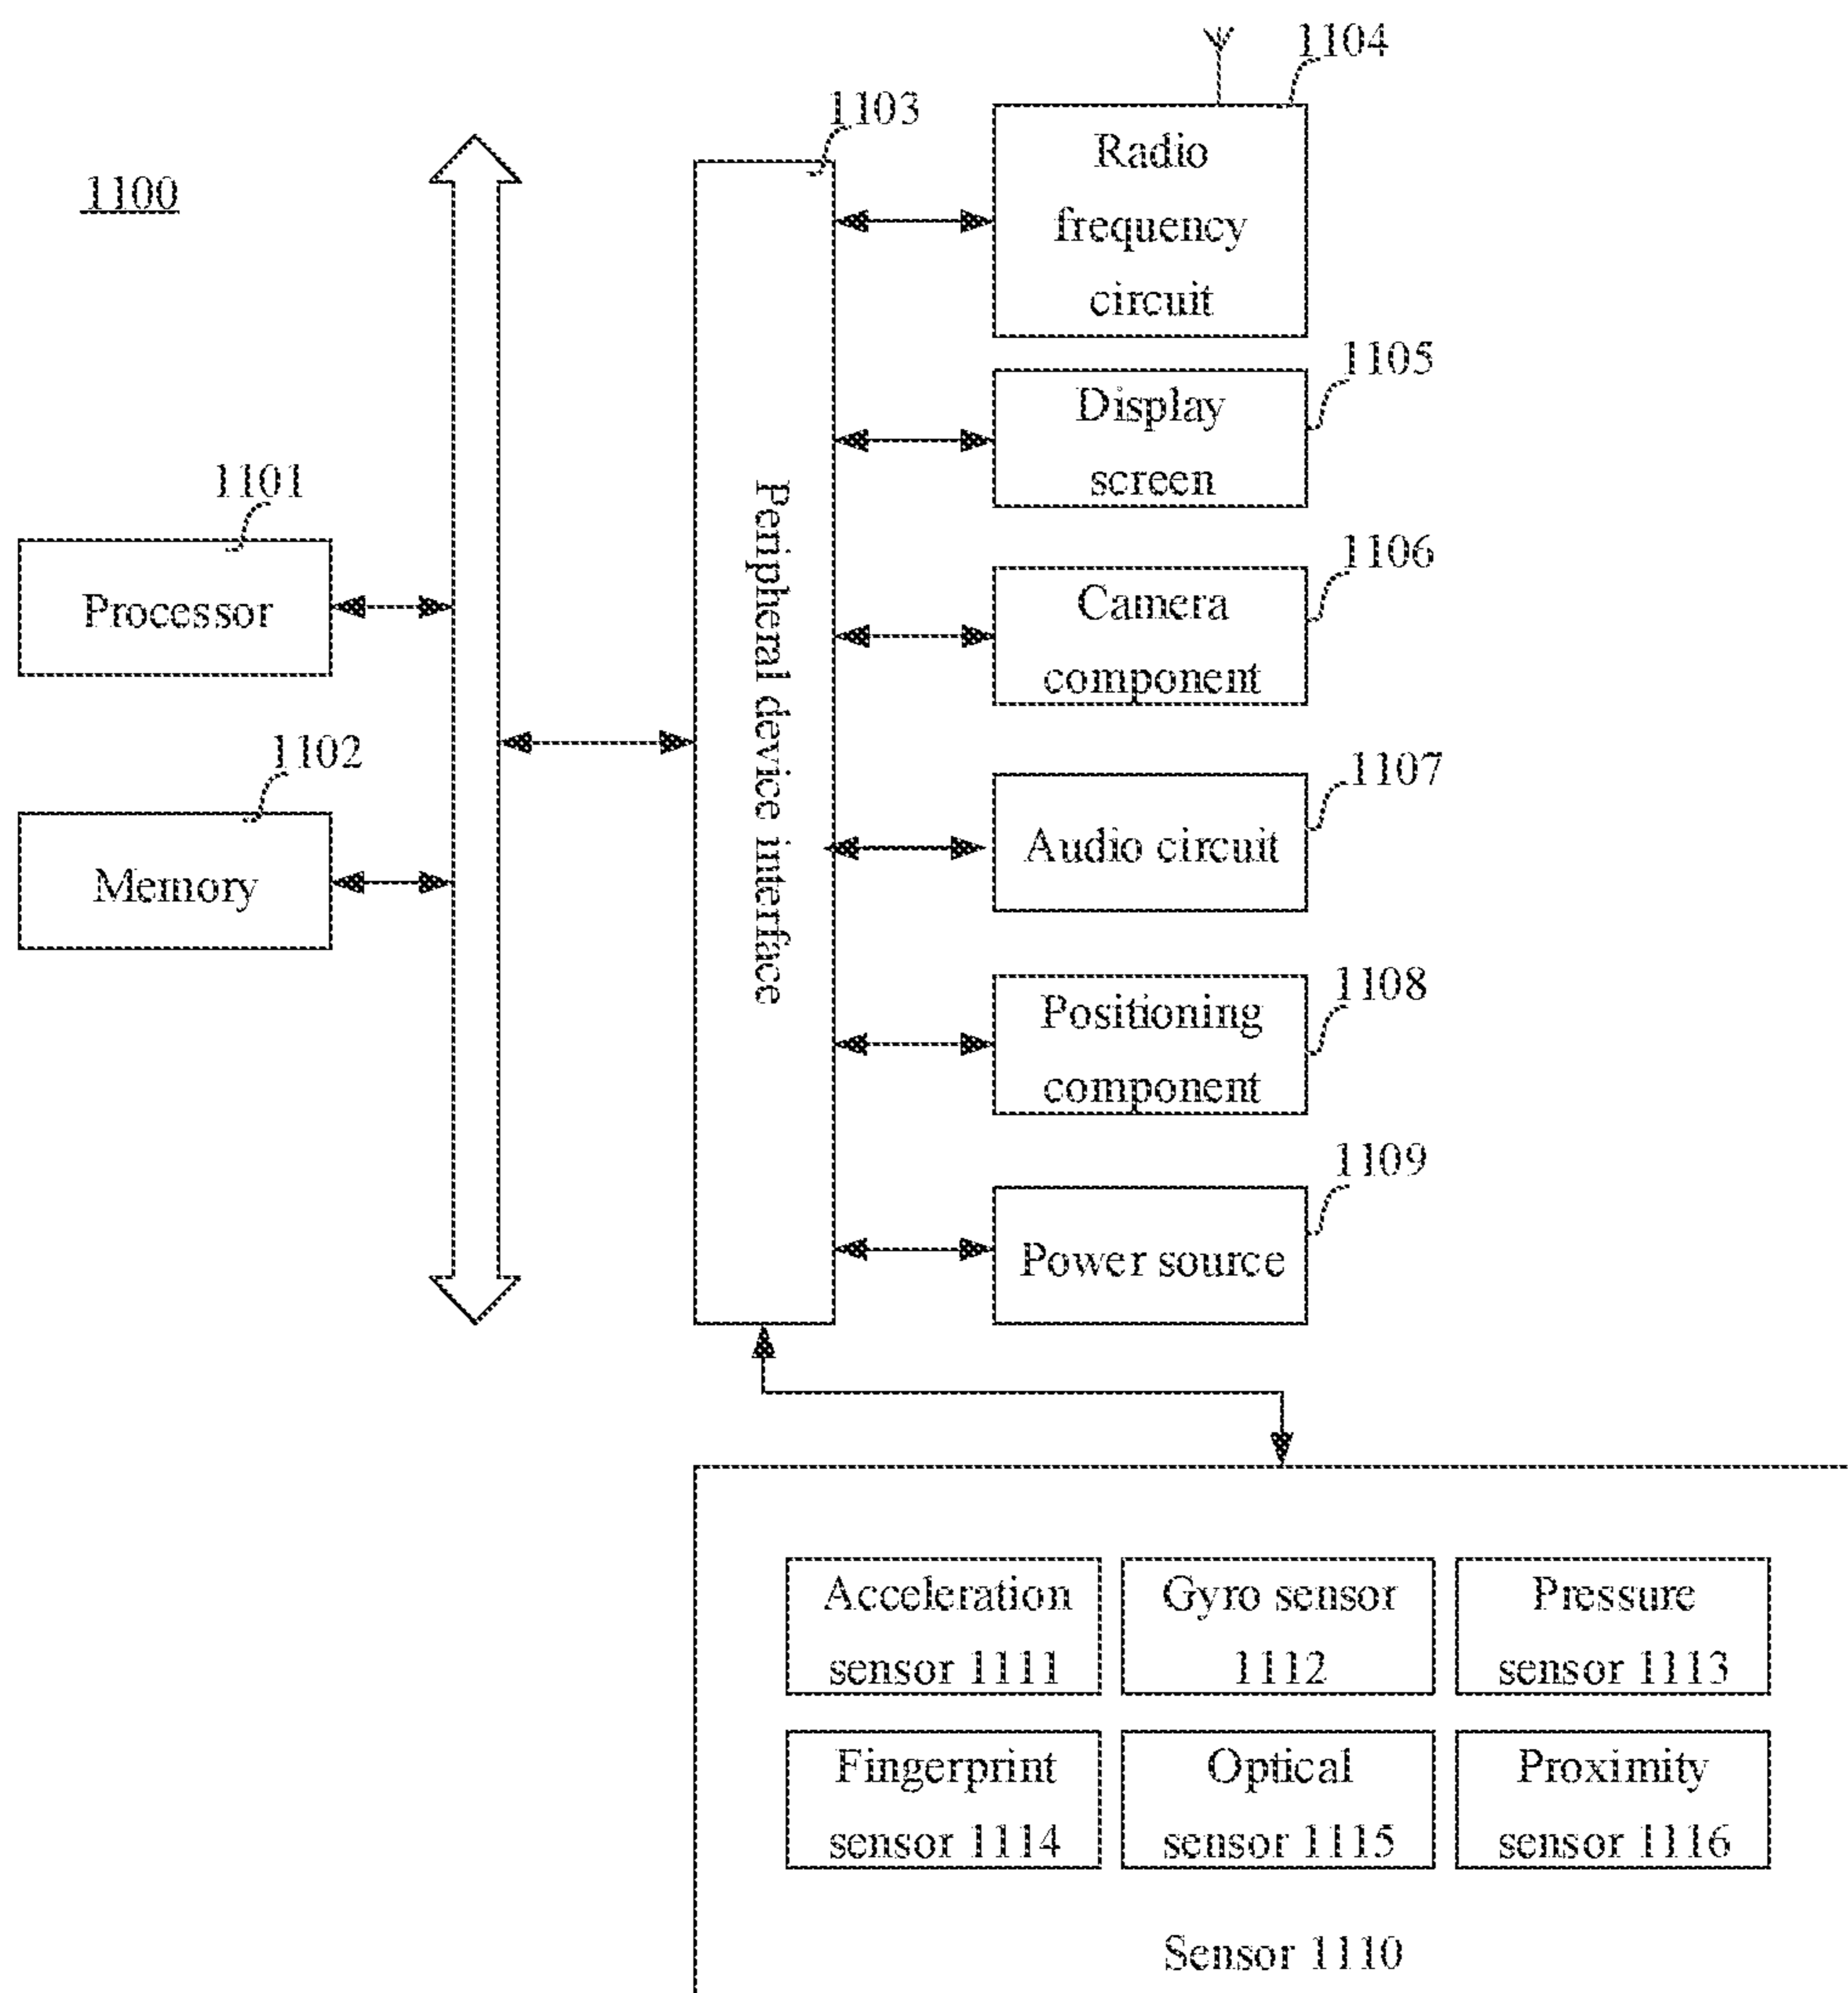 1100
1101
Processor
1102
Memory
1103
Peripheral device interface
1104
Radio
frequency
circuit
1105
Display
screen
1106
Camera
component
1107
Audio circuit
1108
Positioning
component
1109
Power source
Acceleration
sensor 1111
Gyro sensor
1112
Pressure
sensor 1113
Fingerprint
sensor 1114
Optical
sensor 1115
Proximity
sensor 1116
Sensor 1110